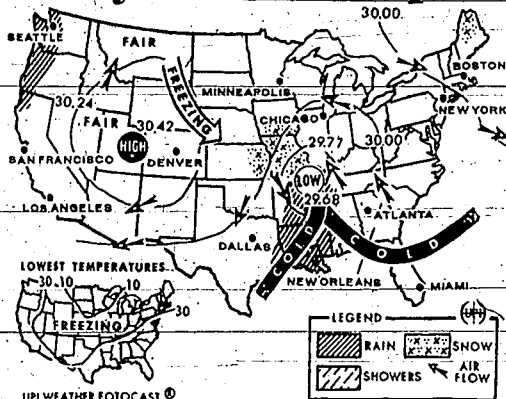 30.00
SEATTLE
FAIR
BOSTON
FREEZING
MINNEAPOLIS
NEW YORK
30.24
CHICAGO
FAIR
30.42
29.77
30.00
HIGH
SAN FRANCISCO
DENVER
LOW
29.68
LOS ANGELES
ATLANTA
DALLAS
COLD
COLD
NEW ORLEANS
MIAMI
LOWEST TEMPERATURES
30
10
10
FREEZING
30
LEGEND
UPI
RAIN
SNOW
SHOWERS
AIR FLOW
UPI WEATHER FOTOCAST ®